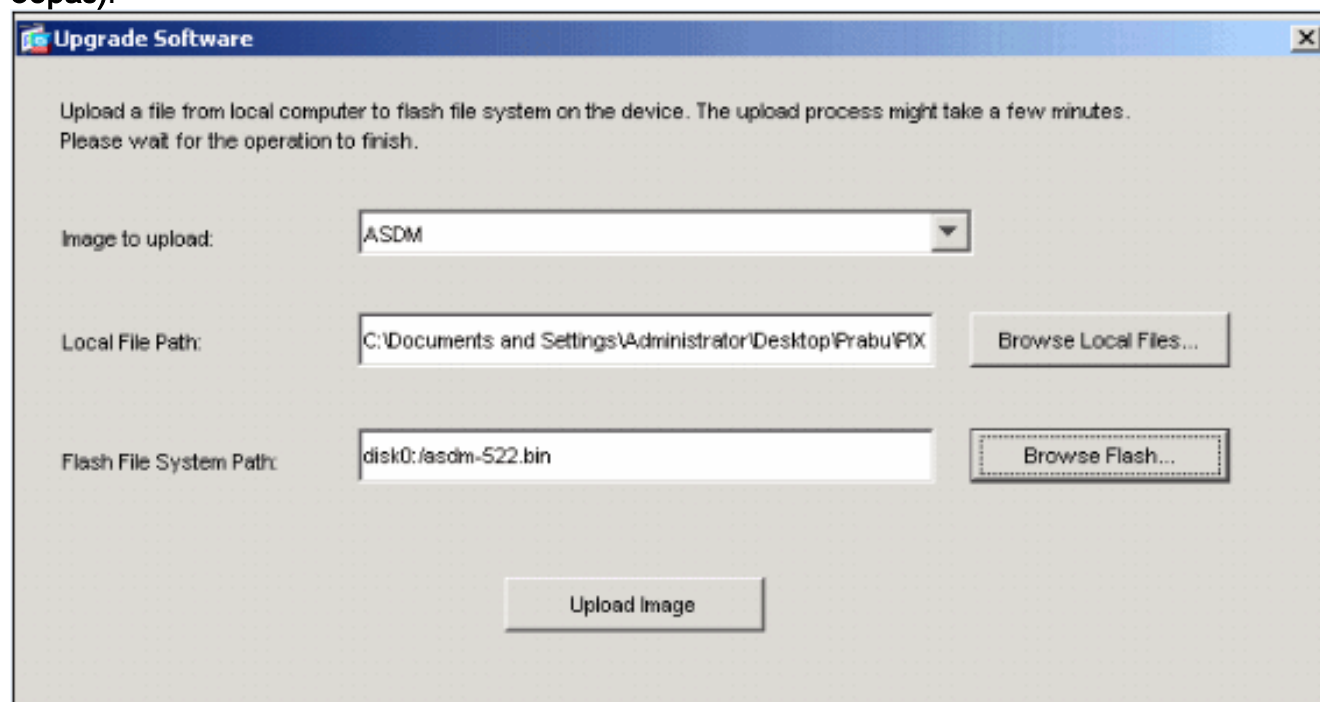 Upgrade Software
Upload a file from local computer to flash file system on the device. The upload process might take a few minutes.
Please wait for the operation to finish.
Image to upload:
ASDM
Local File Path:
C:\Documents and Settings\Administrator\Desktop\Prabu\PIX
Browse Local Files...
Flash File System Path:
disk0:/asdm-522.bin
Browse Flash...
Upload Image